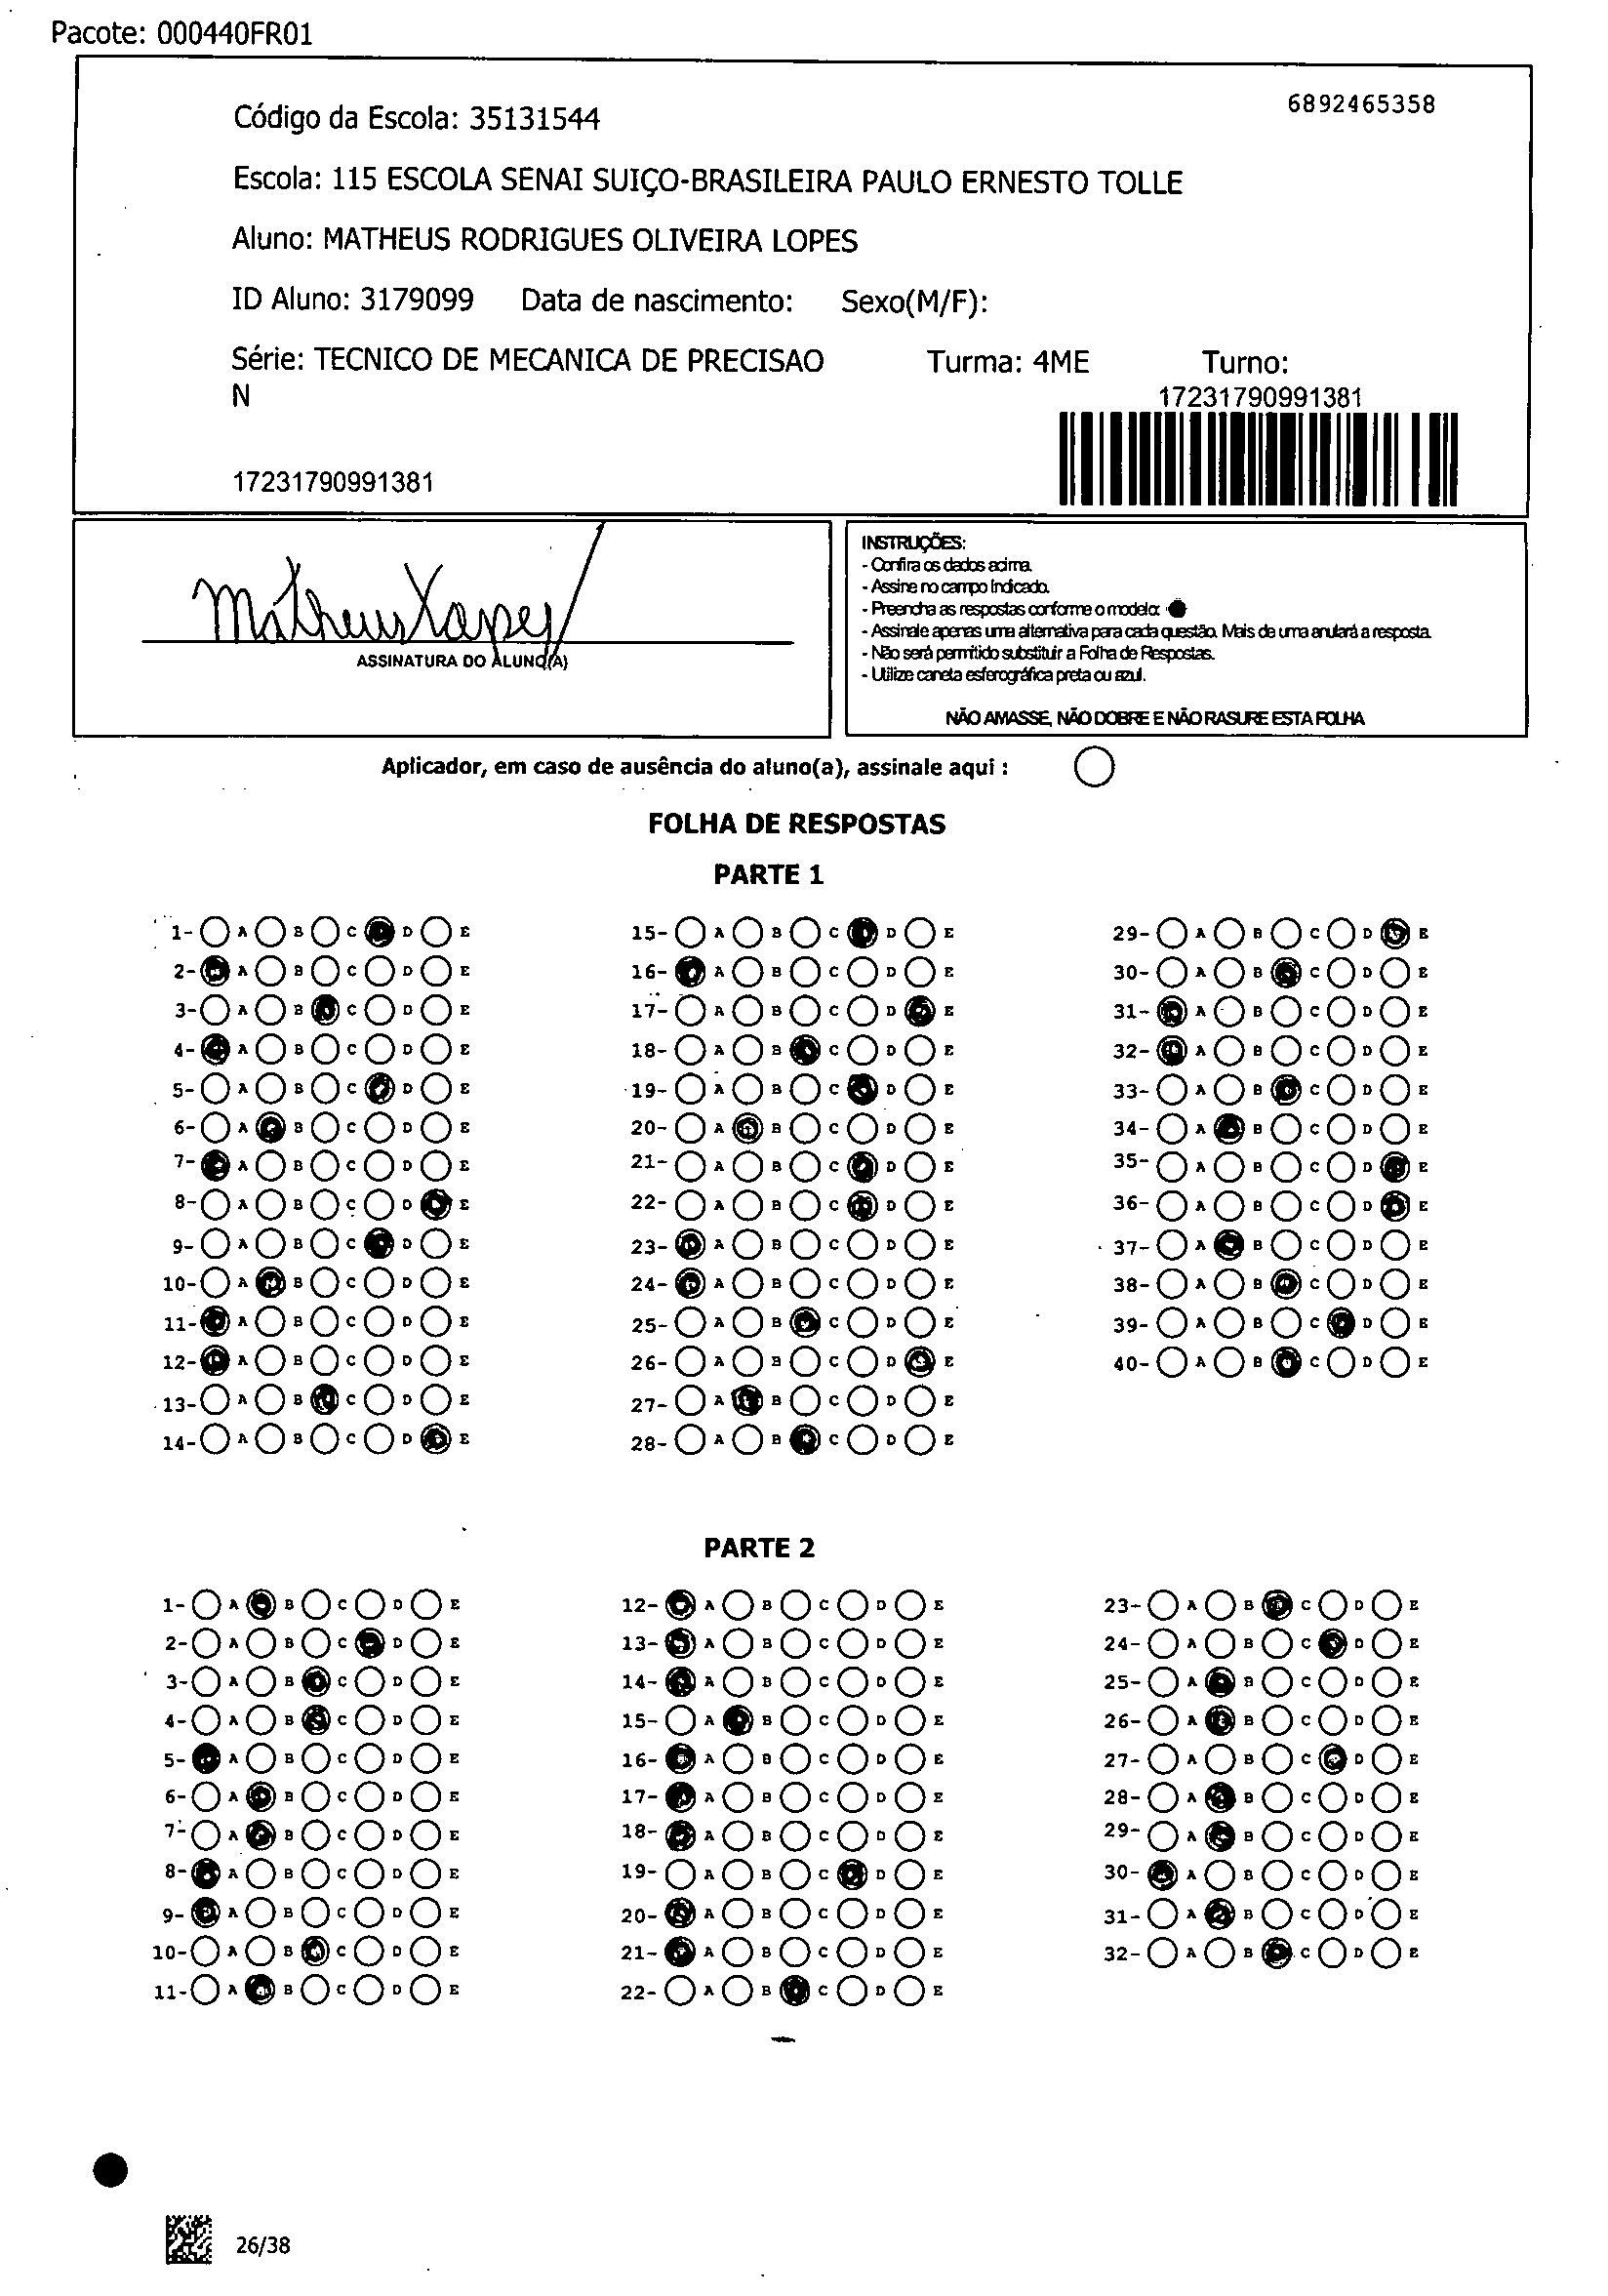 Pacote: 000440FR01
6892465358
Código da Escola: 35131544
Escola: 115 ESCOLA SENAI SUIÇO-BRASILEIRA PAULO ERNESTO TOLLE
Aluno: MATHEUS RODRIGUES OLIVEIRA LOPES
ID Aluno: 3179099 Data de nascimento: Sexo(M/F):
Série: TECNICO DE MECANICA DE PRECISAO Turma: 4ME Turno:
N
17231790991381
17231790991381
Matheus Lopes
ASSINATURA DO ALUNO(A)
INSTRUÇÕES:
- Confira os dados acima.
- Assine no campo indicado.
- Preencha as respostas conforme o modelo:
- Assinale apenas uma alternativa para cada questão. Mais de uma anulará a resposta.
- Não será permitido substituir a Folha de Respostas.
- Utilize caneta esferográfica preta ou azul.
NÃO AMASSE, NÃO DOBRE E NÃO RASURE ESTA FOLHA
Aplicador, em caso de ausência do aluno(a), assinale aqui :
FOLHA DE RESPOSTAS
PARTE 1
1- A B C D E 15- A B C D E 29- A B C D E
2- A B C D E 16- A B C D E 30- A B C D E
3- A B C D E 17- A B C D E 31- A B C D E
4- A B C D E 18- A B C D E 32- A B C D E
5- A B C D E 19- A B C D E 33- A B C D E
6- A B C D E 20- A B C D E 34- A B C D E
7- A B C D E 21- A B C D E 35- A B C D E
8- A B C D E 22- A B C D E 36- A B C D E
9- A B C D E 23- A B C D E 37- A B C D E
10- A B C D E 24- A B C D E 38- A B C D E
11- A B C D E 25- A B C D E 39- A B C D E
12- A B C D E 26- A B C D E 40- A B C D E
13- A B C D E 27- A B C D E
14- A B C D E 28- A B C D E
PARTE 2
1- A B C D E 12- A B C D E 23- A B C D E
2- A B C D E 13- A B C D E 24- A B C D E
3- A B C D E 14- A B C D E 25- A B C D E
4- A B C D E 15- A B C D E 26- A B C D E
5- A B C D E 16- A B C D E 27- A B C D E
6- A B C D E 17- A B C D E 28- A B C D E
7- A B C D E 18- A B C D E 29- A B C D E
8- A B C D E 19- A B C D E 30- A B C D E
9- A B C D E 20- A B C D E 31- A B C D E
10- A B C D E 21- A B C D E 32- A B C D E
11- A B C D E 22- A B C D E
26/38